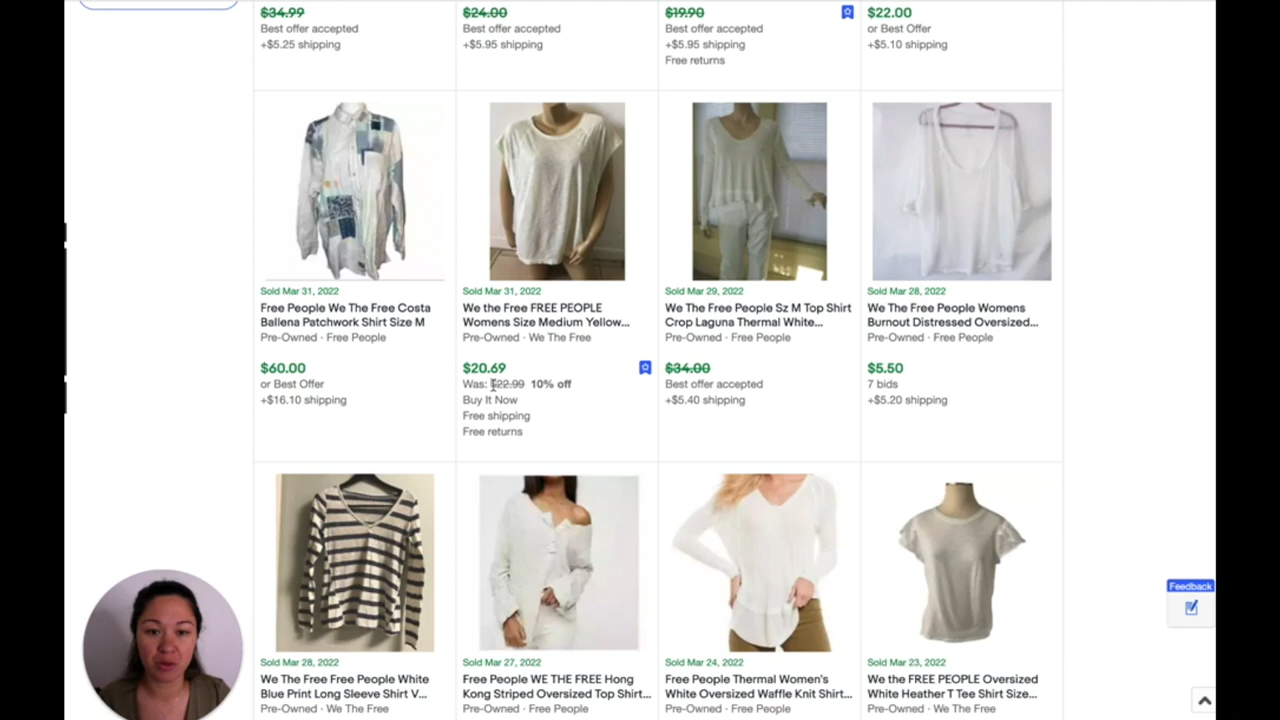 $34.99
Best offer accepted
+$5.25 shipping
$24.00
Best offer accepted
+$5.95 shipping
$19.90
Best offer accepted
+$5.95 shipping
Free returns
$22.00
or Best Offer
+$5.10 shipping
Sold Mar 31, 2022
Free People We The Free Costa
Ballena Patchwork Shirt Size M
Pre-Owned · Free People
$60.00
or Best Offer
+$16.10 shipping
Sold Mar 31, 2022
We the Free FREE PEOPLE
Womens Size Medium Yellow...
Pre-Owned · We The Free
$20.69
Was: $22.99 10% off
Buy It Now
Free shipping
Free returns
Sold Mar 29, 2022
We The Free People Sz M Top Shirt
Crop Laguna Thermal White...
Pre-Owned · Free People
$34.00
Best offer accepted
+$5.40 shipping
Sold Mar 28, 2022
We The Free People Womens
Burnout Distressed Oversized...
Pre-Owned · Free People
$5.50
7 bids
+$5.20 shipping
Sold Mar 28, 2022
We The Free Free People White
Blue Print Long Sleeve Shirt V...
Pre-Owned · We The Free
Sold Mar 27, 2022
Free People WE THE FREE Hong
Kong Striped Oversized Top Shirt...
Pre-Owned · Free People
Sold Mar 24, 2022
Free People Thermal Women's
White Oversized Waffle Knit Shirt...
Pre-Owned · Free People
Sold Mar 23, 2022
We the FREE PEOPLE Oversized
White Heather T Tee Shirt Size...
Pre-Owned · We The Free
Feedback